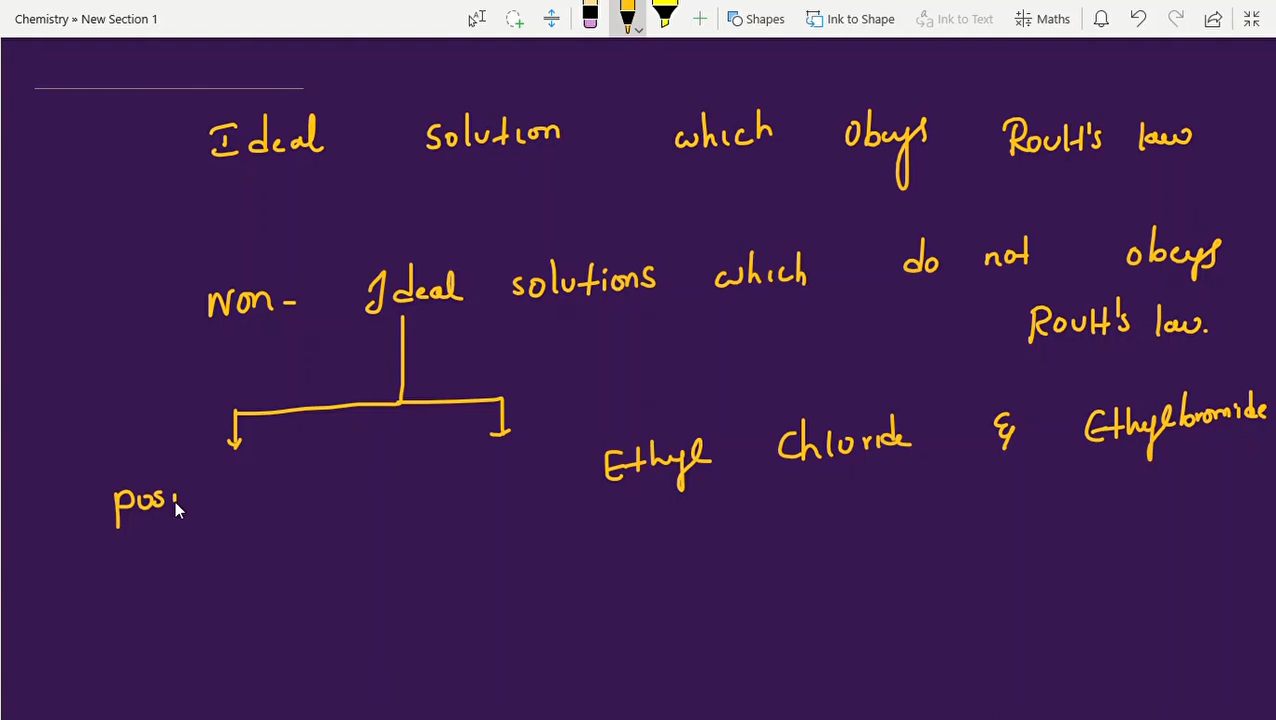 Chemistry » New Section 1
Shapes Ink to Shape Ink to Text Maths
Ideal solution which obeys Roult's law
Non- Ideal solutions which do not obeys
Roult's law.
Ethyl Chloride & Ethylbromide
posi